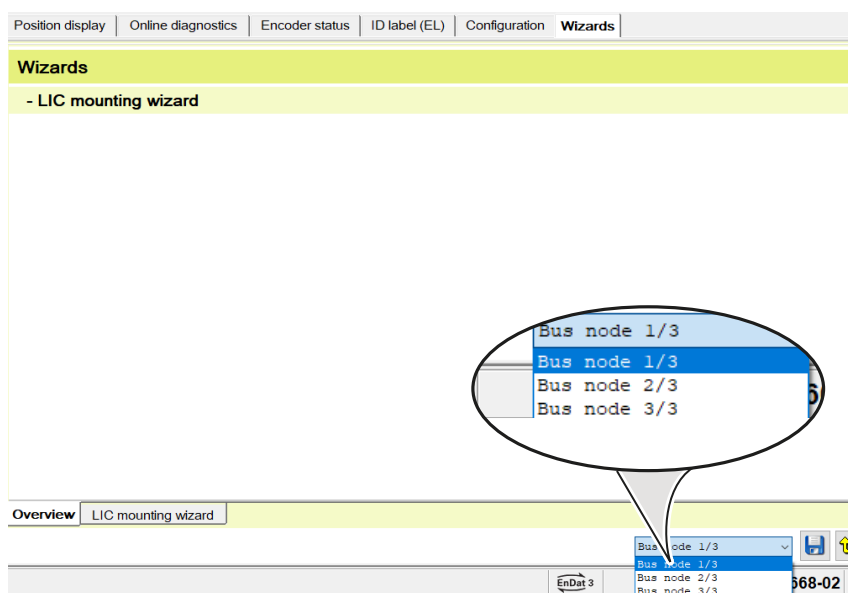 Position display Online diagnostics Encoder status ID label (EL) Configuration Wizards
Wizards
- LIC mounting wizard
Bus node 1/3
Bus node 1/3
Bus node 2/3
Bus node 3/3
Overview LIC mounting wizard
Bus node 1/3
Bus node 1/3
Bus node 2/3
Bus node 3/3
EnDat 3
668-02